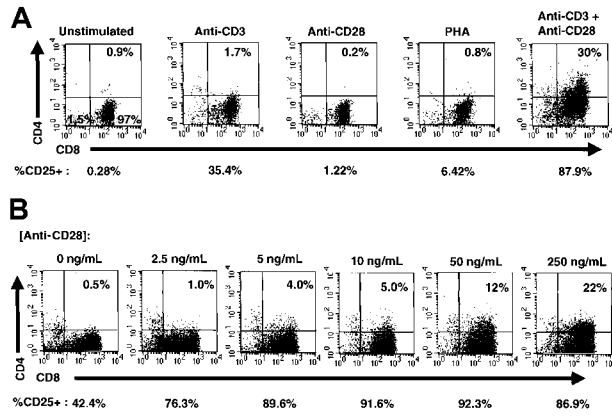 A
Unstimulated Anti-CD3 Anti-CD28 PHA Anti-CD3 + Anti-CD28
0.9% 1.7% 0.2% 0.8% 30%
1.5% 97%
CD4
CD8
%CD25+ : 0.28% 35.4% 1.22% 6.42% 87.9%
B
[Anti-CD28]:
0 ng/mL 2.5 ng/mL 5 ng/mL 10 ng/mL 50 ng/mL 250 ng/mL
0.5% 1.0% 4.0% 5.0% 12% 22%
CD4
CD8
%CD25+ : 42.4% 76.3% 89.6% 91.6% 92.3% 86.9%